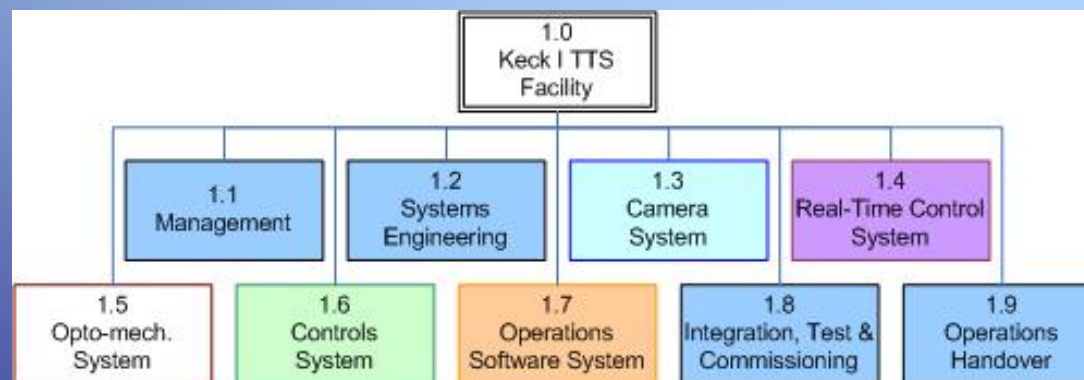 1.0
Keck I TTS
Facility
1.1
Management
1.2
Systems
Engineering
1.3
Camera
System
1.4
Real-Time Control
System
1.5
Opto-mech.
System
1.6
Controls
System
1.7
Operations
Software System
1.8
Integration, Test &
Commissioning
1.9
Operations
Handover